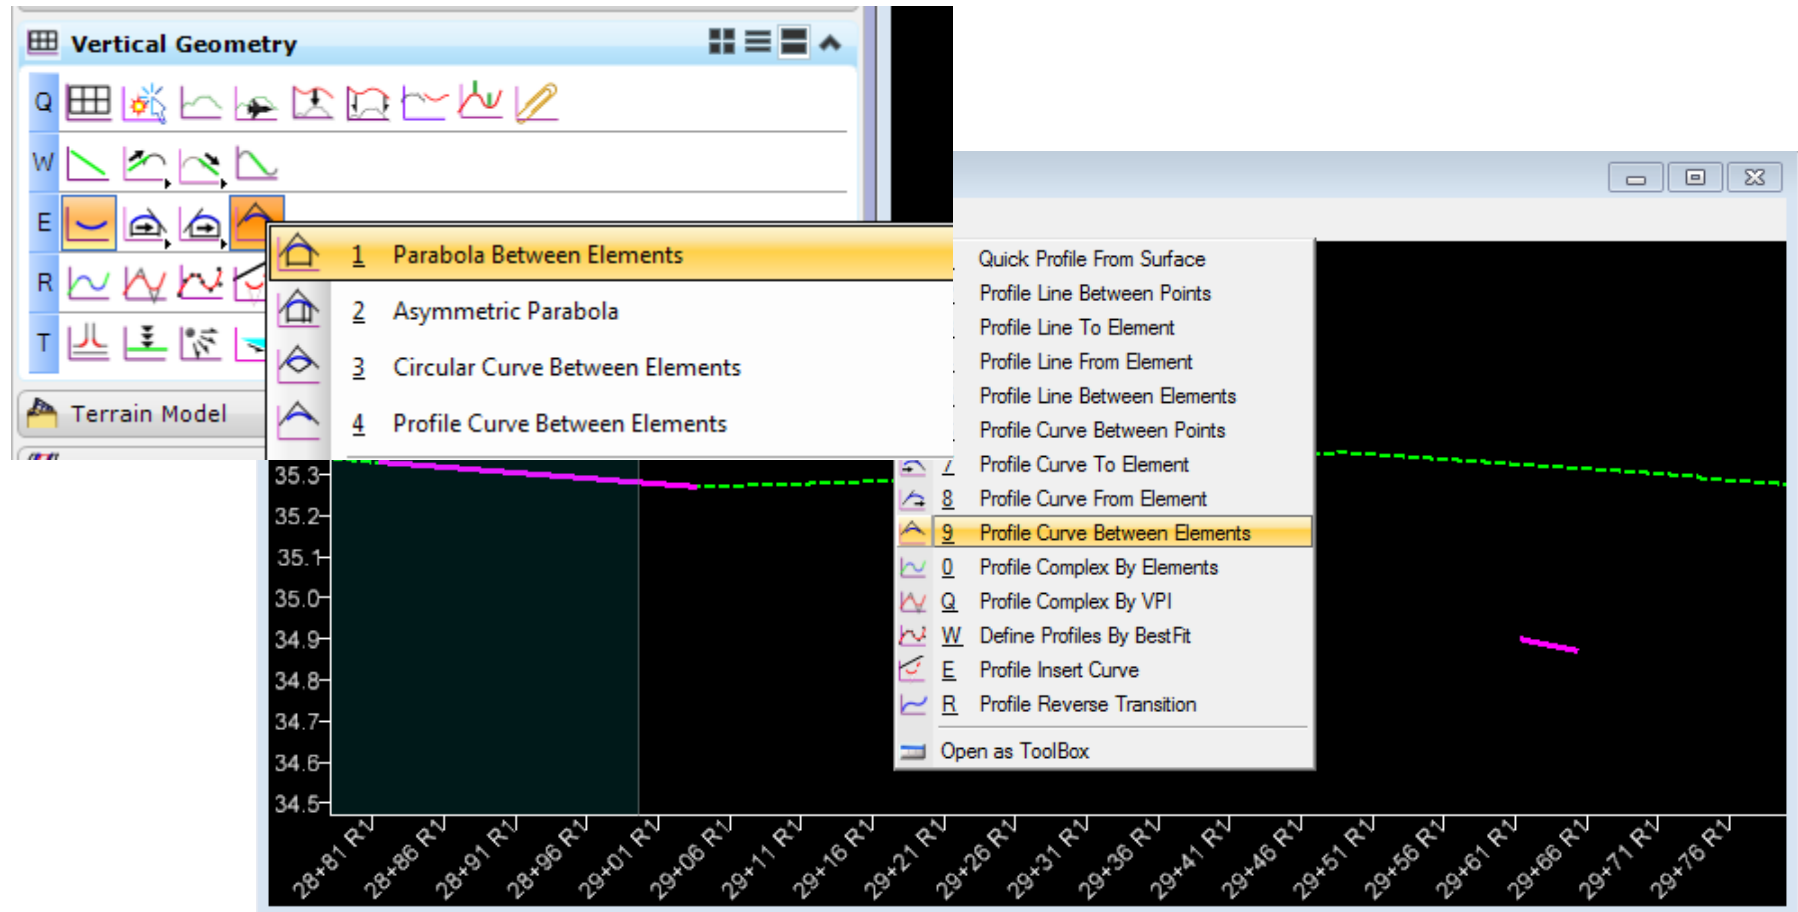 Vertical Geometry
Q
W
E
R
T
1 Parabola Between Elements
2 Asymmetric Parabola
3 Circular Curve Between Elements
4 Profile Curve Between Elements
Terrain Model
Quick Profile From Surface
Profile Line Between Points
Profile Line To Element
Profile Line From Element
Profile Line Between Elements
Profile Curve Between Points
7 Profile Curve To Element
8 Profile Curve From Element
9 Profile Curve Between Elements
0 Profile Complex By Elements
Q Profile Complex By VPI
W Define Profiles By BestFit
E Profile Insert Curve
R Profile Reverse Transition
Open as ToolBox
35.3
35.2
35.1
35.0
34.9
34.8
34.7
34.6
34.5
28+81 R1
28+86 R1
28+91 R1
28+96 R1
29+01 R1
29+06 R1
29+11 R1
29+16 R1
29+21 R1
29+26 R1
29+31 R1
29+36 R1
29+41 R1
29+46 R1
29+51 R1
29+56 R1
29+61 R1
29+66 R1
29+71 R1
29+76 R1